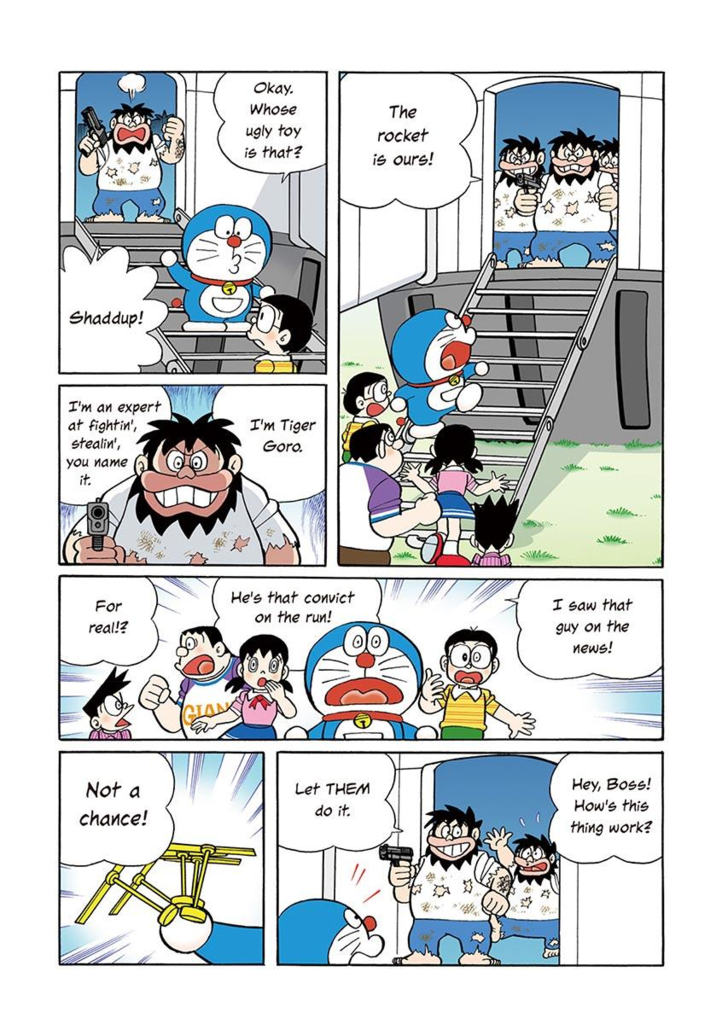 The
rocket
is ours!
Okay.
Whose
ugly toy
is that?
Shaddup!
I'm Tiger
Goro.
I'm an expert
at fightin',
stealin',
you name
it.
I saw that
guy on the
news!
He's that convict
on the run!
For
real!?
GIAN
Hey, Boss!
How's this
thing work?
Let THEM
do it.
Not a
chance!